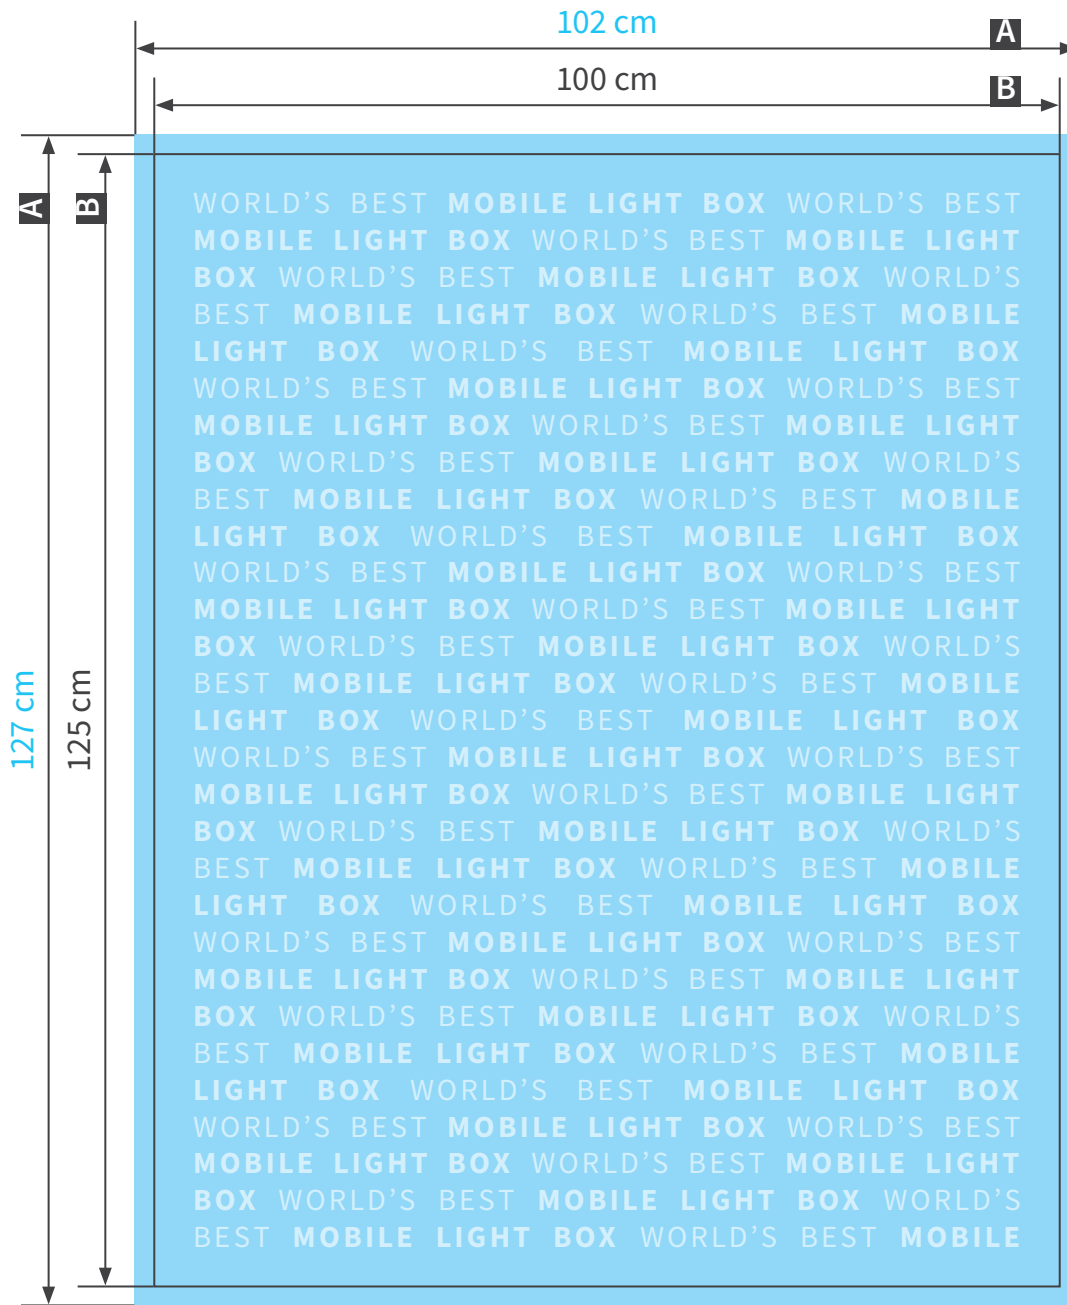 102 cm
A
100 cm
B
A
B
WORLD’S BEST MOBILE LIGHT BOX WORLD’S BEST
MOBILE LIGHT BOX WORLD’S BEST MOBILE LIGHT
BOX WORLD’S BEST MOBILE LIGHT BOX WORLD’S
BEST MOBILE LIGHT BOX WORLD’S BEST MOBILE
LIGHT BOX WORLD’S BEST MOBILE LIGHT BOX
WORLD’S BEST MOBILE LIGHT BOX WORLD’S BEST
MOBILE LIGHT BOX WORLD’S BEST MOBILE LIGHT
BOX WORLD’S BEST MOBILE LIGHT BOX WORLD’S
BEST MOBILE LIGHT BOX WORLD’S BEST MOBILE
LIGHT BOX WORLD’S BEST MOBILE LIGHT BOX
WORLD’S BEST MOBILE LIGHT BOX WORLD’S BEST
MOBILE LIGHT BOX WORLD’S BEST MOBILE LIGHT
BOX WORLD’S BEST MOBILE LIGHT BOX WORLD’S
BEST MOBILE LIGHT BOX WORLD’S BEST MOBILE
LIGHT BOX WORLD’S BEST MOBILE LIGHT BOX
WORLD’S BEST MOBILE LIGHT BOX WORLD’S BEST
MOBILE LIGHT BOX WORLD’S BEST MOBILE LIGHT
BOX WORLD’S BEST MOBILE LIGHT BOX WORLD’S
BEST MOBILE LIGHT BOX WORLD’S BEST MOBILE
LIGHT BOX WORLD’S BEST MOBILE LIGHT BOX
WORLD’S BEST MOBILE LIGHT BOX WORLD’S BEST
MOBILE LIGHT BOX WORLD’S BEST MOBILE LIGHT
BOX WORLD’S BEST MOBILE LIGHT BOX WORLD’S
BEST MOBILE LIGHT BOX WORLD’S BEST MOBILE
LIGHT BOX WORLD’S BEST MOBILE LIGHT BOX
WORLD’S BEST MOBILE LIGHT BOX WORLD’S BEST
MOBILE LIGHT BOX WORLD’S BEST MOBILE LIGHT
BOX WORLD’S BEST MOBILE LIGHT BOX WORLD’S
BEST MOBILE LIGHT BOX WORLD’S BEST MOBILE
127 cm
125 cm